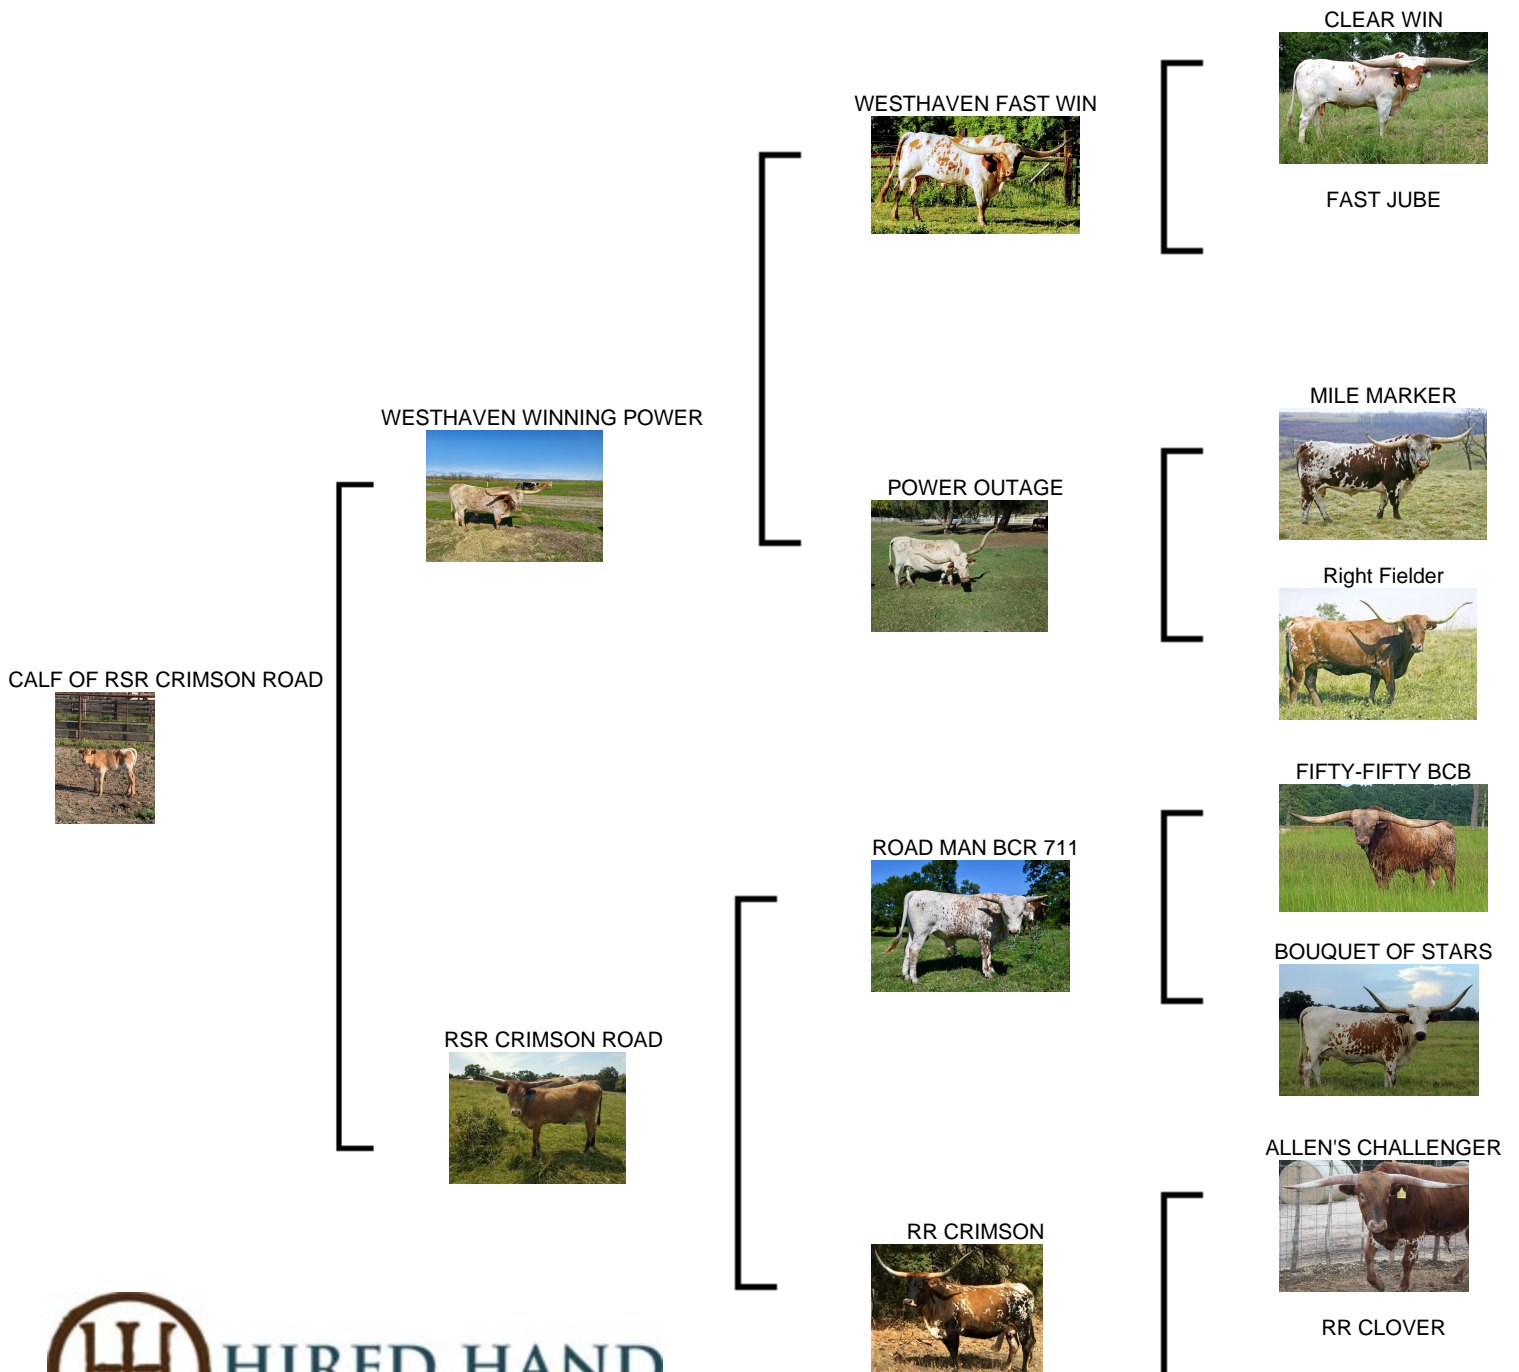 CLEAR WIN
WESTHAVEN FAST WIN
FAST JUBE
MILE MARKER
WESTHAVEN WINNING POWER
POWER OUTAGE
Right Fielder
CALF OF RSR CRIMSON ROAD
FIFTY-FIFTY BCB
ROAD MAN BCR 711
BOUQUET OF STARS
RSR CRIMSON ROAD
ALLEN'S CHALLENGER
RR CRIMSON
RR CLOVER
HIRED HAND